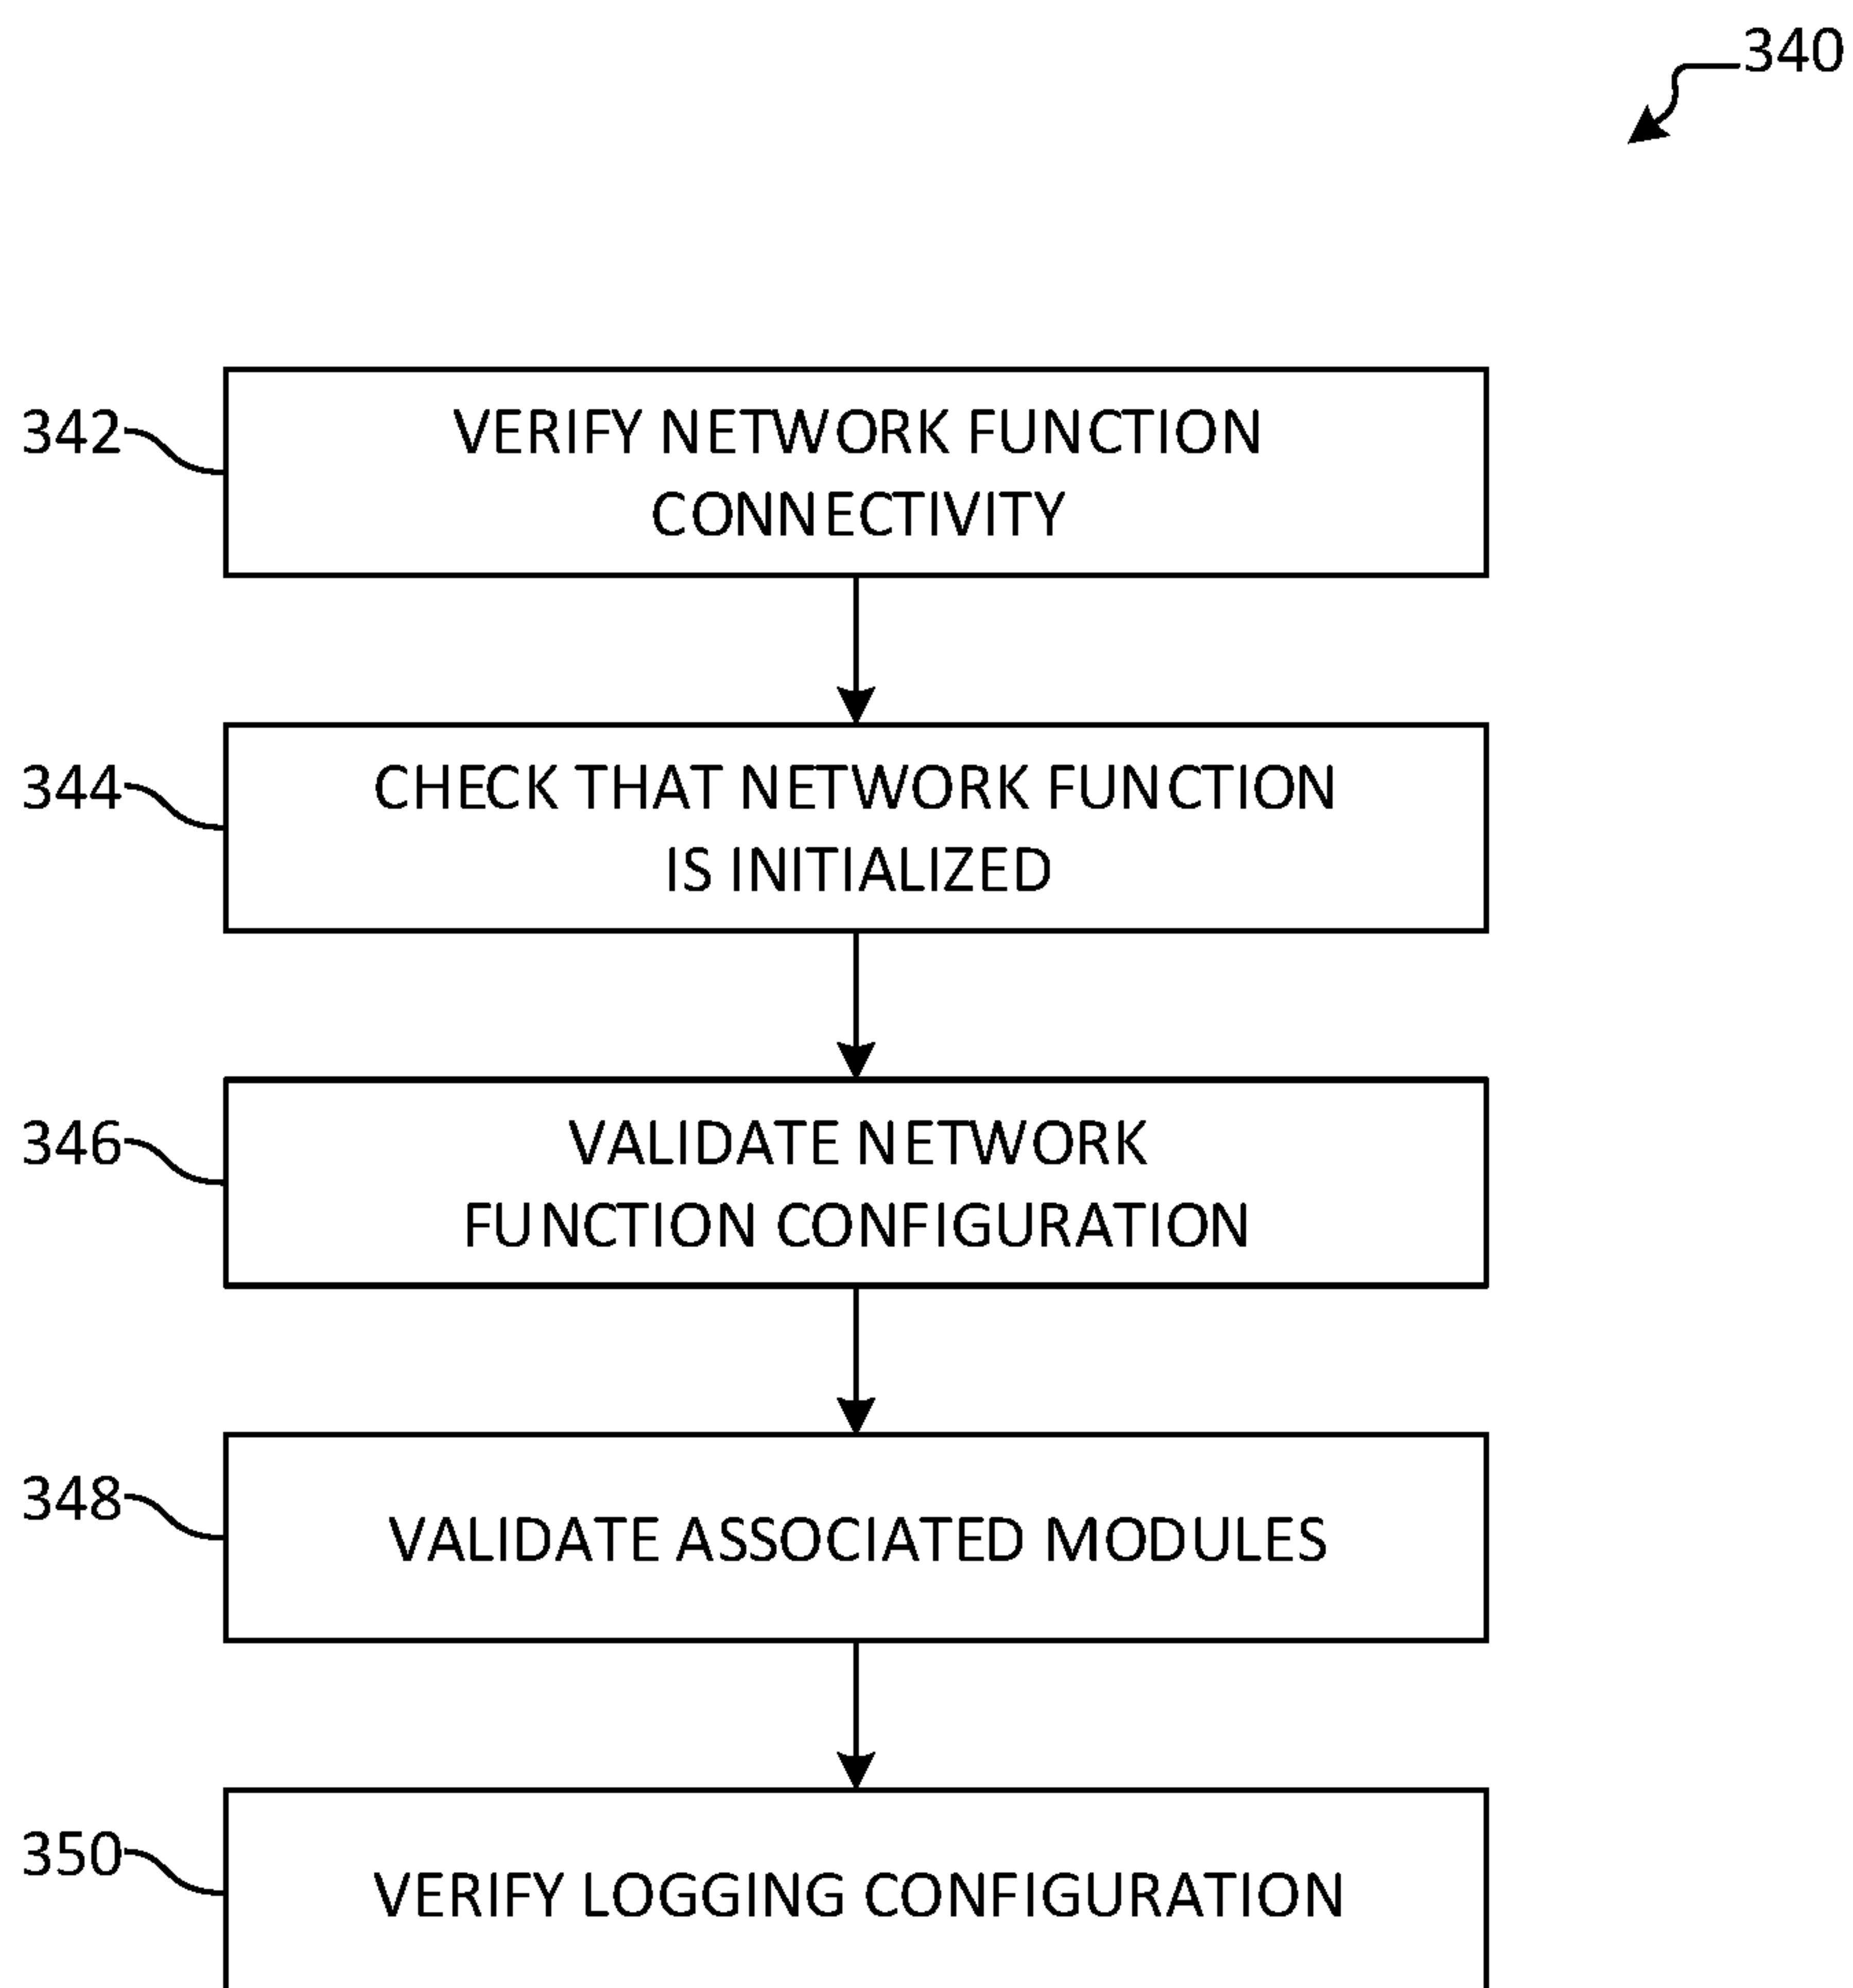 340
342
VERIFY NETWORK FUNCTION
CONNECTIVITY
344
CHECK THAT NETWORK FUNCTION
IS INITIALIZED
346
VALIDATE NETWORK
FUNCTION CONFIGURATION
348
VALIDATE ASSOCIATED MODULES
350
VERIFY LOGGING CONFIGURATION